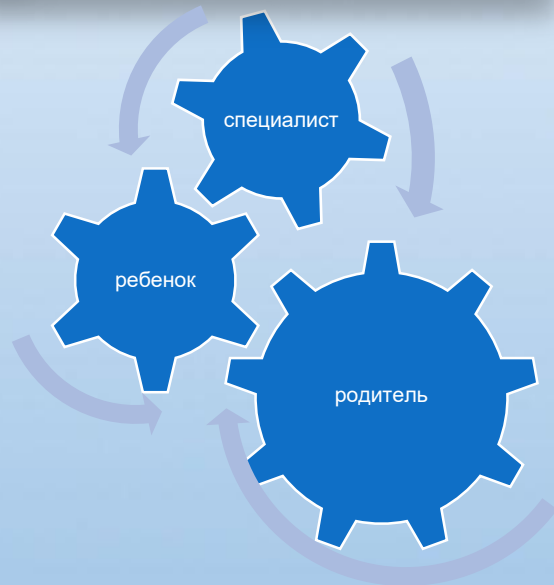 специалист
ребенок
родитель